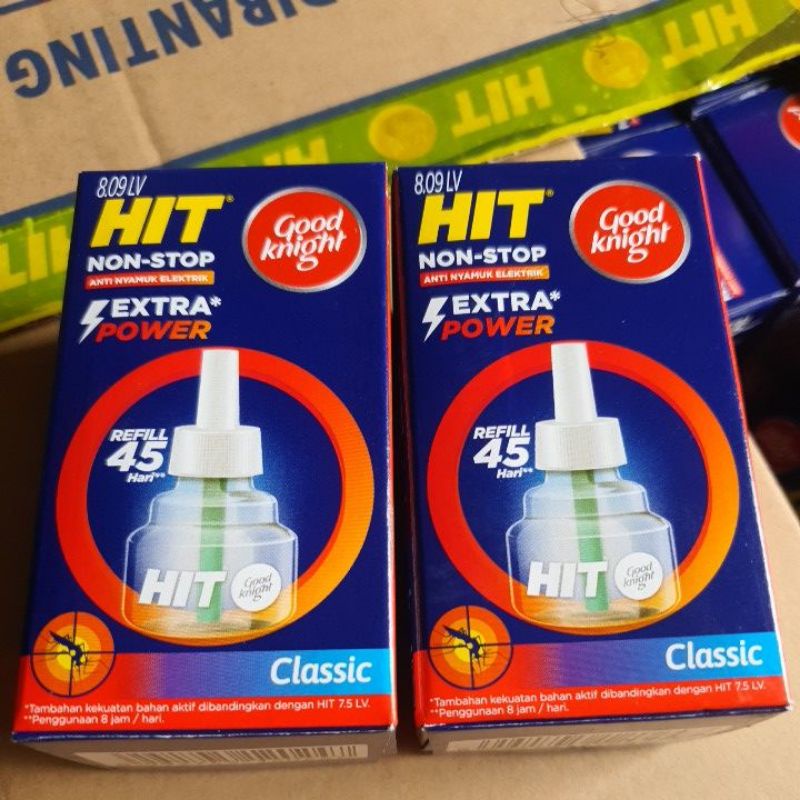 DIBANTING
HIT
HIT
HIT
8.09 LV
HIT®
Good
knight
NON-STOP
ANTI NYAMUK ELEKTRIK
EXTRA*
POWER
REFILL
45
Hari**
HIT
Good
knight
Classic
*Tambahan kekuatan bahan aktif dibandingkan dengan HIT 7.5 LV.
**Penggunaan 8 jam / hari.
8.09 LV
HIT®
Good
knight
NON-STOP
ANTI NYAMUK ELEKTRIK
EXTRA*
POWER
REFILL
45
Hari**
HIT
Good
knight
Classic
*Tambahan kekuatan bahan aktif dibandingkan dengan HIT 7.5 LV.
**Penggunaan 8 jam / hari.